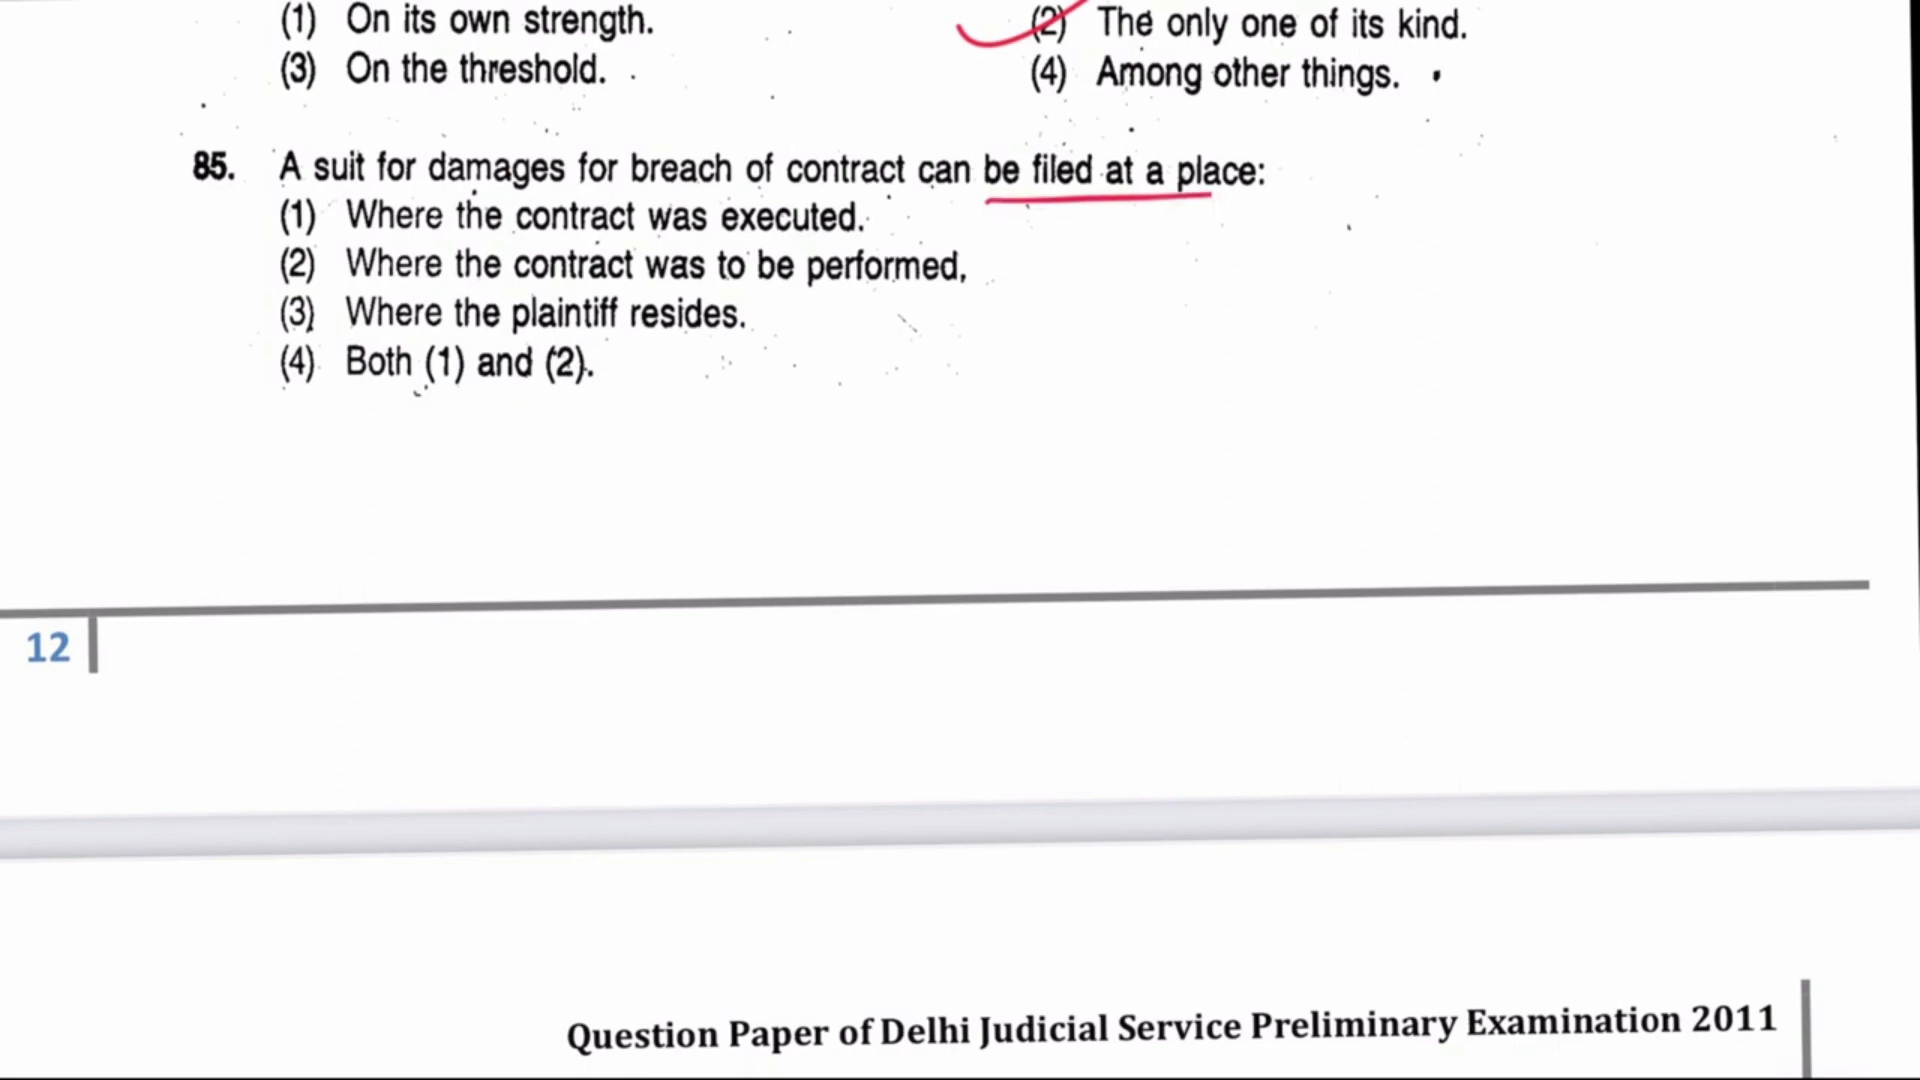 (1) On its own strength. (2) The only one of its kind.
(3) On the threshold. (4) Among other things.
85. A suit for damages for breach of contract can be filed at a place:
(1) Where the contract was executed.
(2) Where the contract was to be performed,
(3) Where the plaintiff resides.
(4) Both (1) and (2).
12
Question Paper of Delhi Judicial Service Preliminary Examination 2011